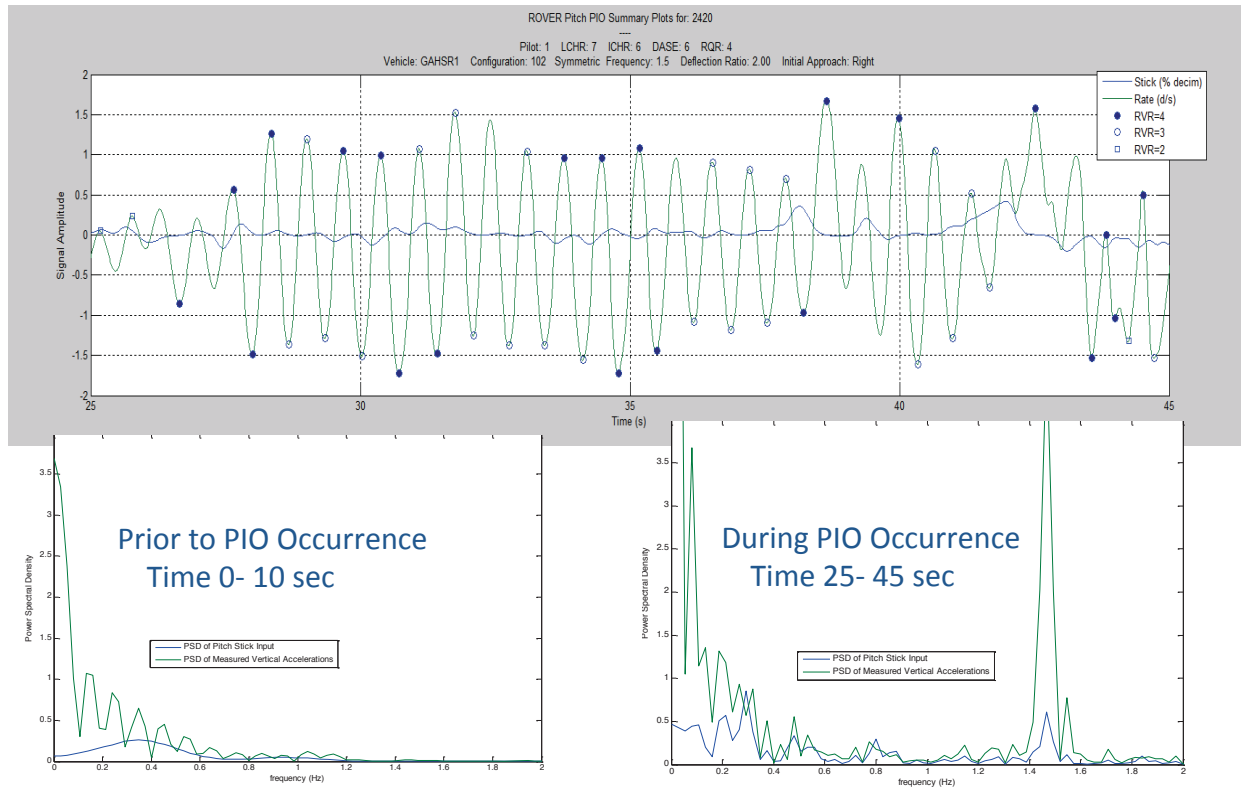 ROVER Pitch PIO Summary Plots for: 2420
----
Pilot: 1 LCHR: 7 ICHR: 6 DASE: 6 RQR: 4
Vehicle: GAHSR1 Configuration: 102 Symmetric Frequency: 1.5 Deflection Ratio: 2.00 Initial Approach: Right
2
1.5
1
0.5
0
-0.5
-1
-1.5
-2
Signal Amplitude
25 30 35 40 45
Time (s)
Stick (% decim)
Rate (d/s)
RVR=4
RVR=3
RVR=2
Prior to PIO Occurrence
Time 0- 10 sec
3.5
3
2.5
2
1.5
1
0.5
0
Power Spectral Density
PSD of Pitch Stick Input
PSD of Measured Vertical Accelerations
0 0.2 0.4 0.6 0.8 1 1.2 1.4 1.6 1.8 2
frequency (Hz)
During PIO Occurrence
Time 25- 45 sec
3.5
3
2.5
2
1.5
1
0.5
0
Power Spectral Density
PSD of Pitch Stick Input
PSD of Measured Vertical Accelerations
0 0.2 0.4 0.6 0.8 1 1.2 1.4 1.6 1.8 2
frequency (Hz)